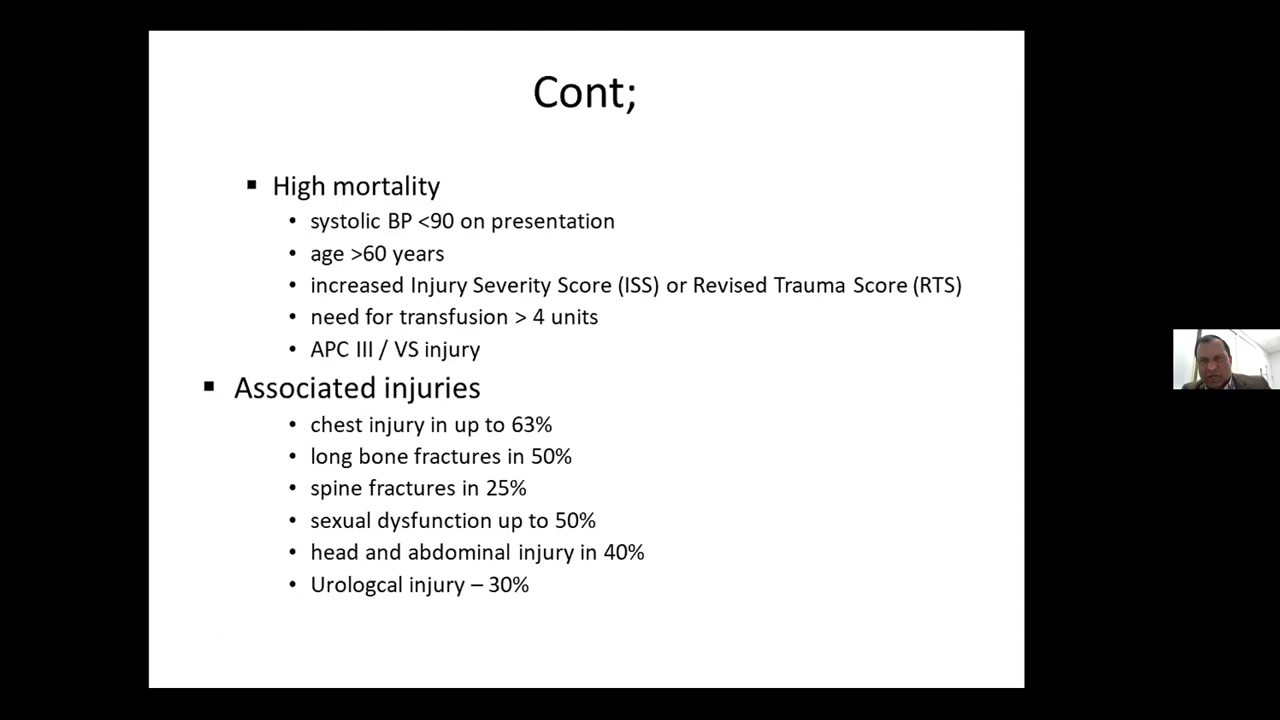 Cont;
▪ High mortality
• systolic BP <90 on presentation
• age >60 years
• increased Injury Severity Score (ISS) or Revised Trauma Score (RTS)
• need for transfusion > 4 units
• APC III / VS injury
▪ Associated injuries
• chest injury in up to 63%
• long bone fractures in 50%
• spine fractures in 25%
• sexual dysfunction up to 50%
• head and abdominal injury in 40%
• Urologcal injury – 30%